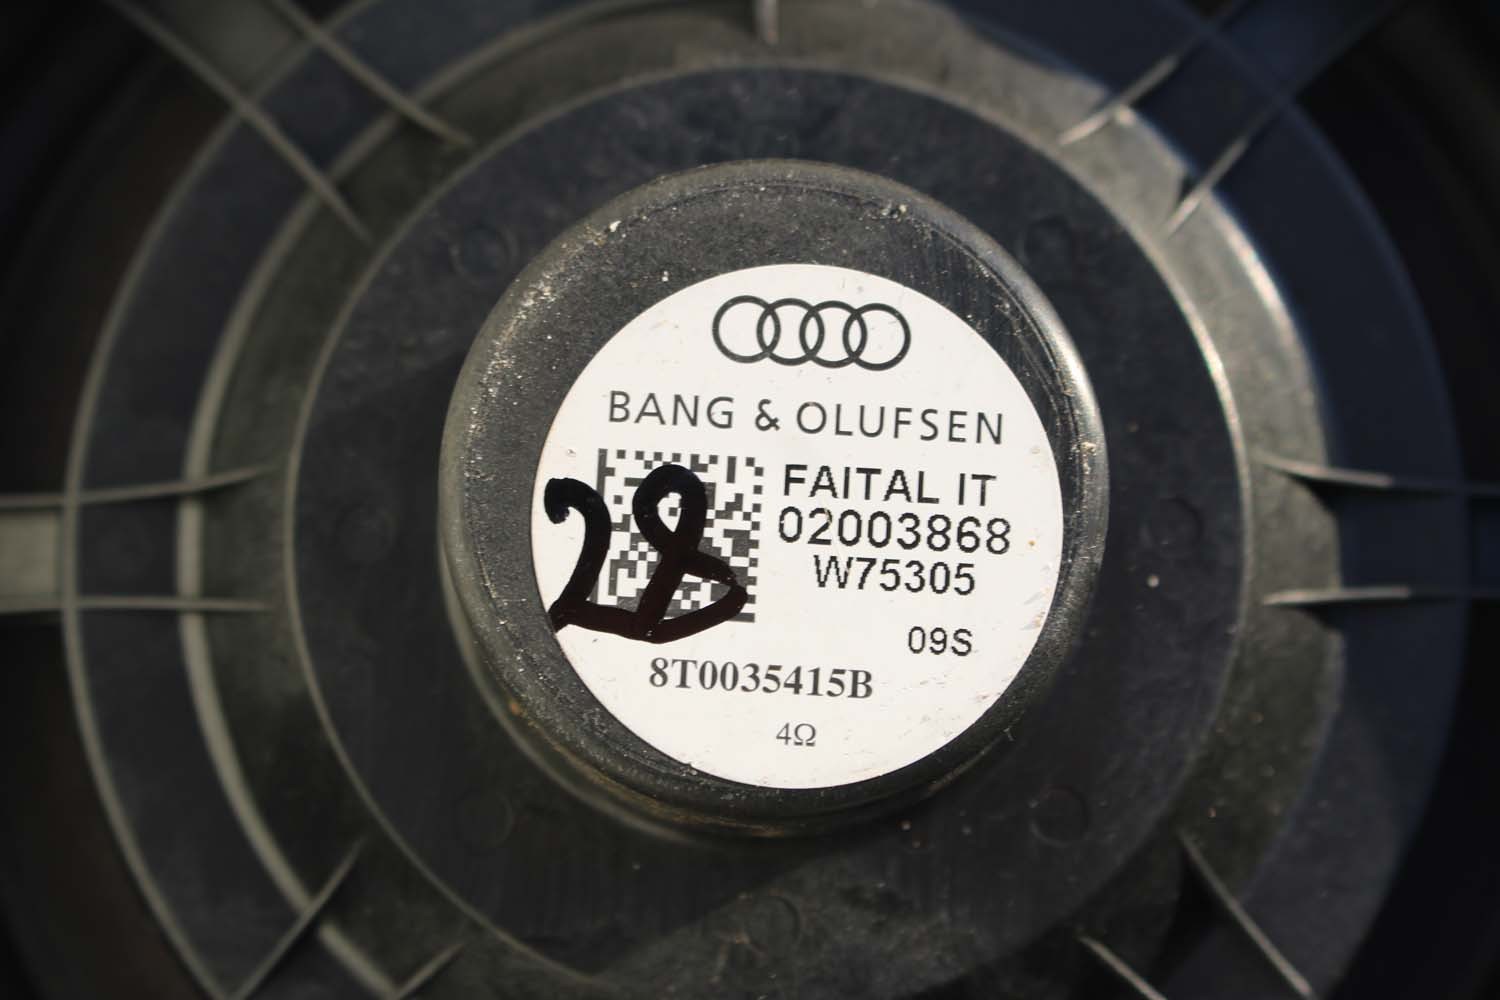 BANG & OLUFSEN
FAITAL IT
02003868
W75305
28
09S
8T0035415B
4Ω